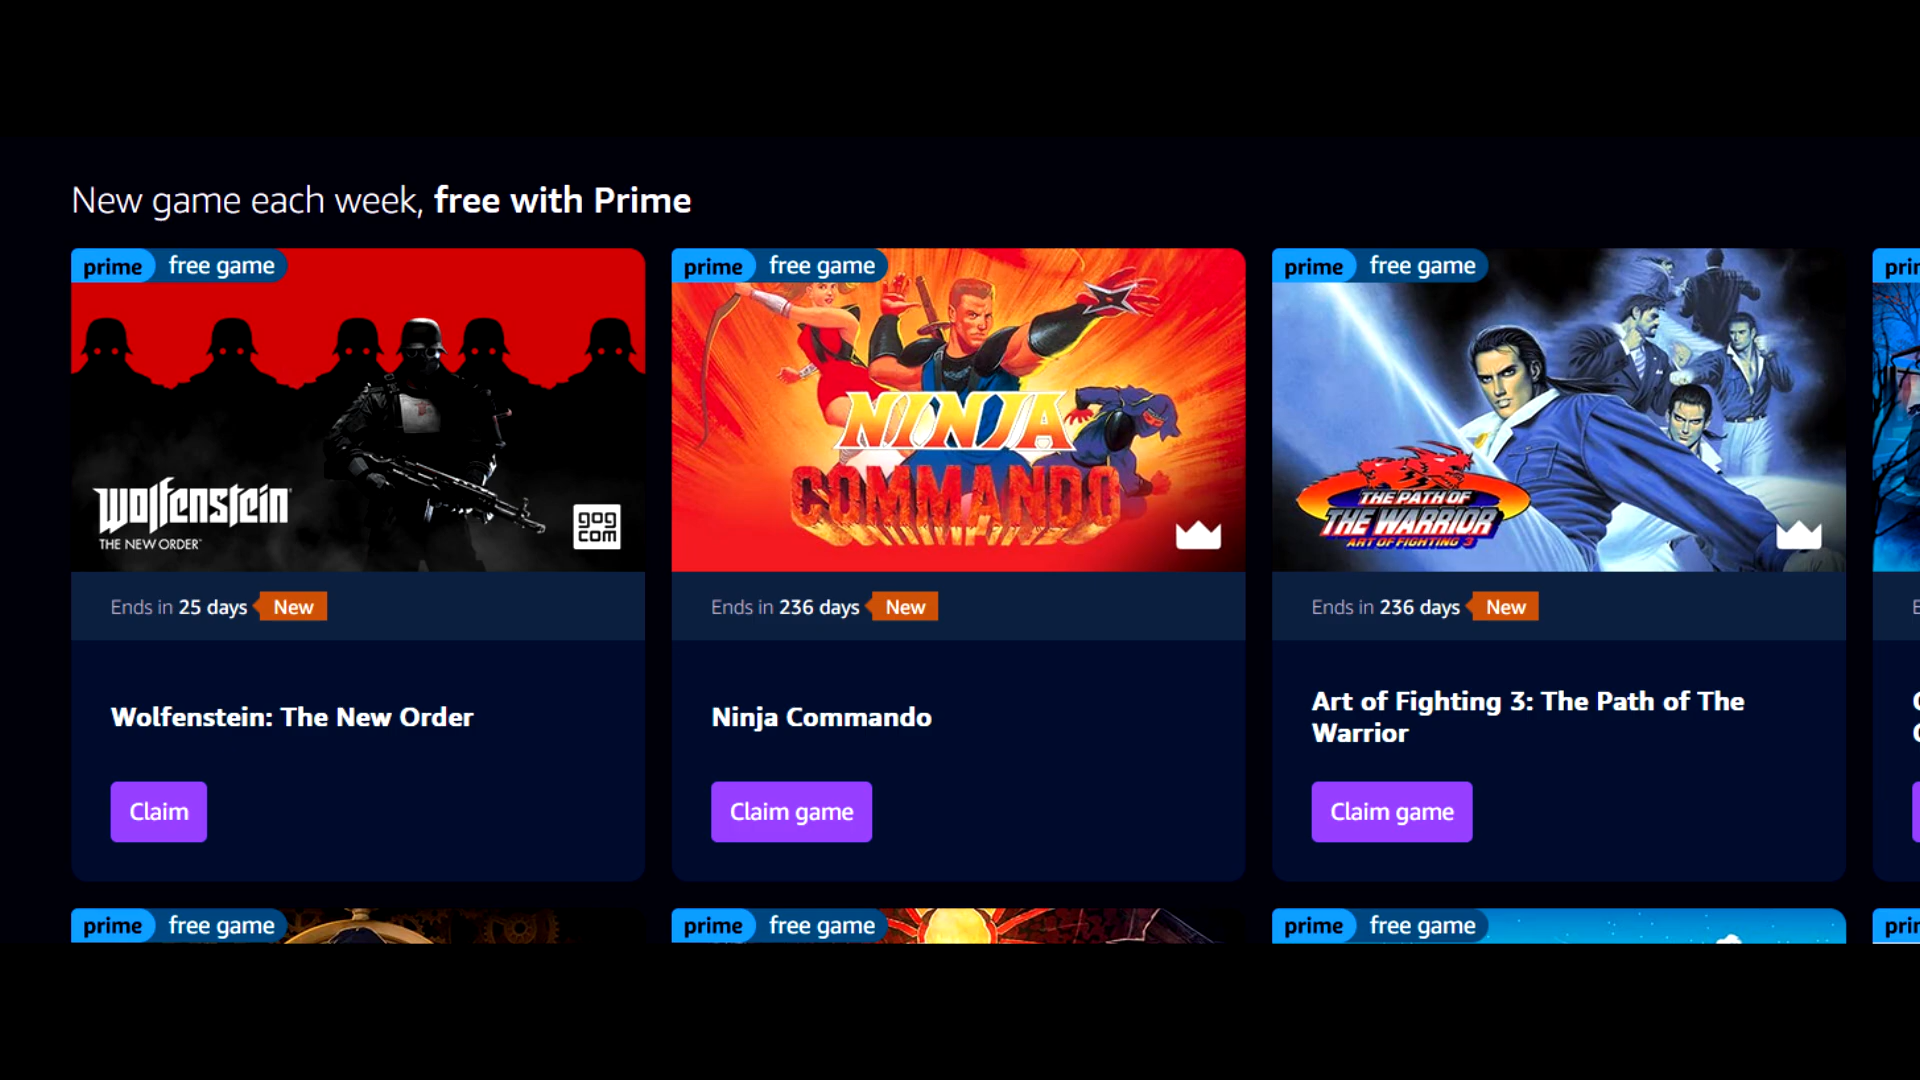 New game each week, free with Prime
prime free game
prime free game
prime free game
wolfenstein
THE NEW ORDER
gog
com
NINJA
COMMANDO
THE PATH OF
THE WARRIOR
ART OF FIGHTING 3
Ends in 25 days New
Ends in 236 days New
Ends in 236 days New
Wolfenstein: The New Order
Ninja Commando
Art of Fighting 3: The Path of The
Warrior
Claim
Claim game
Claim game
prime free game
prime free game
prime free game